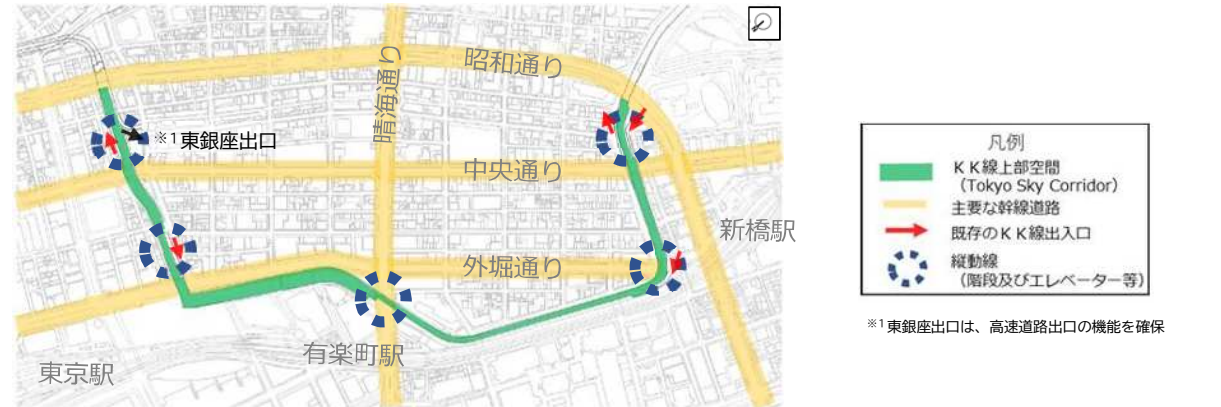 昭和通り
晴海通り
※1東銀座出口
中央通り
新橋駅
外堀通り
有楽町駅
東京駅
凡例
ＫＫ線上部空間
（Tokyo Sky Corridor）
主要な幹線道路
既存のＫＫ線出入口
縦動線
（階段及びエレベーター等）
※1東銀座出口は、高速道路出口の機能を確保